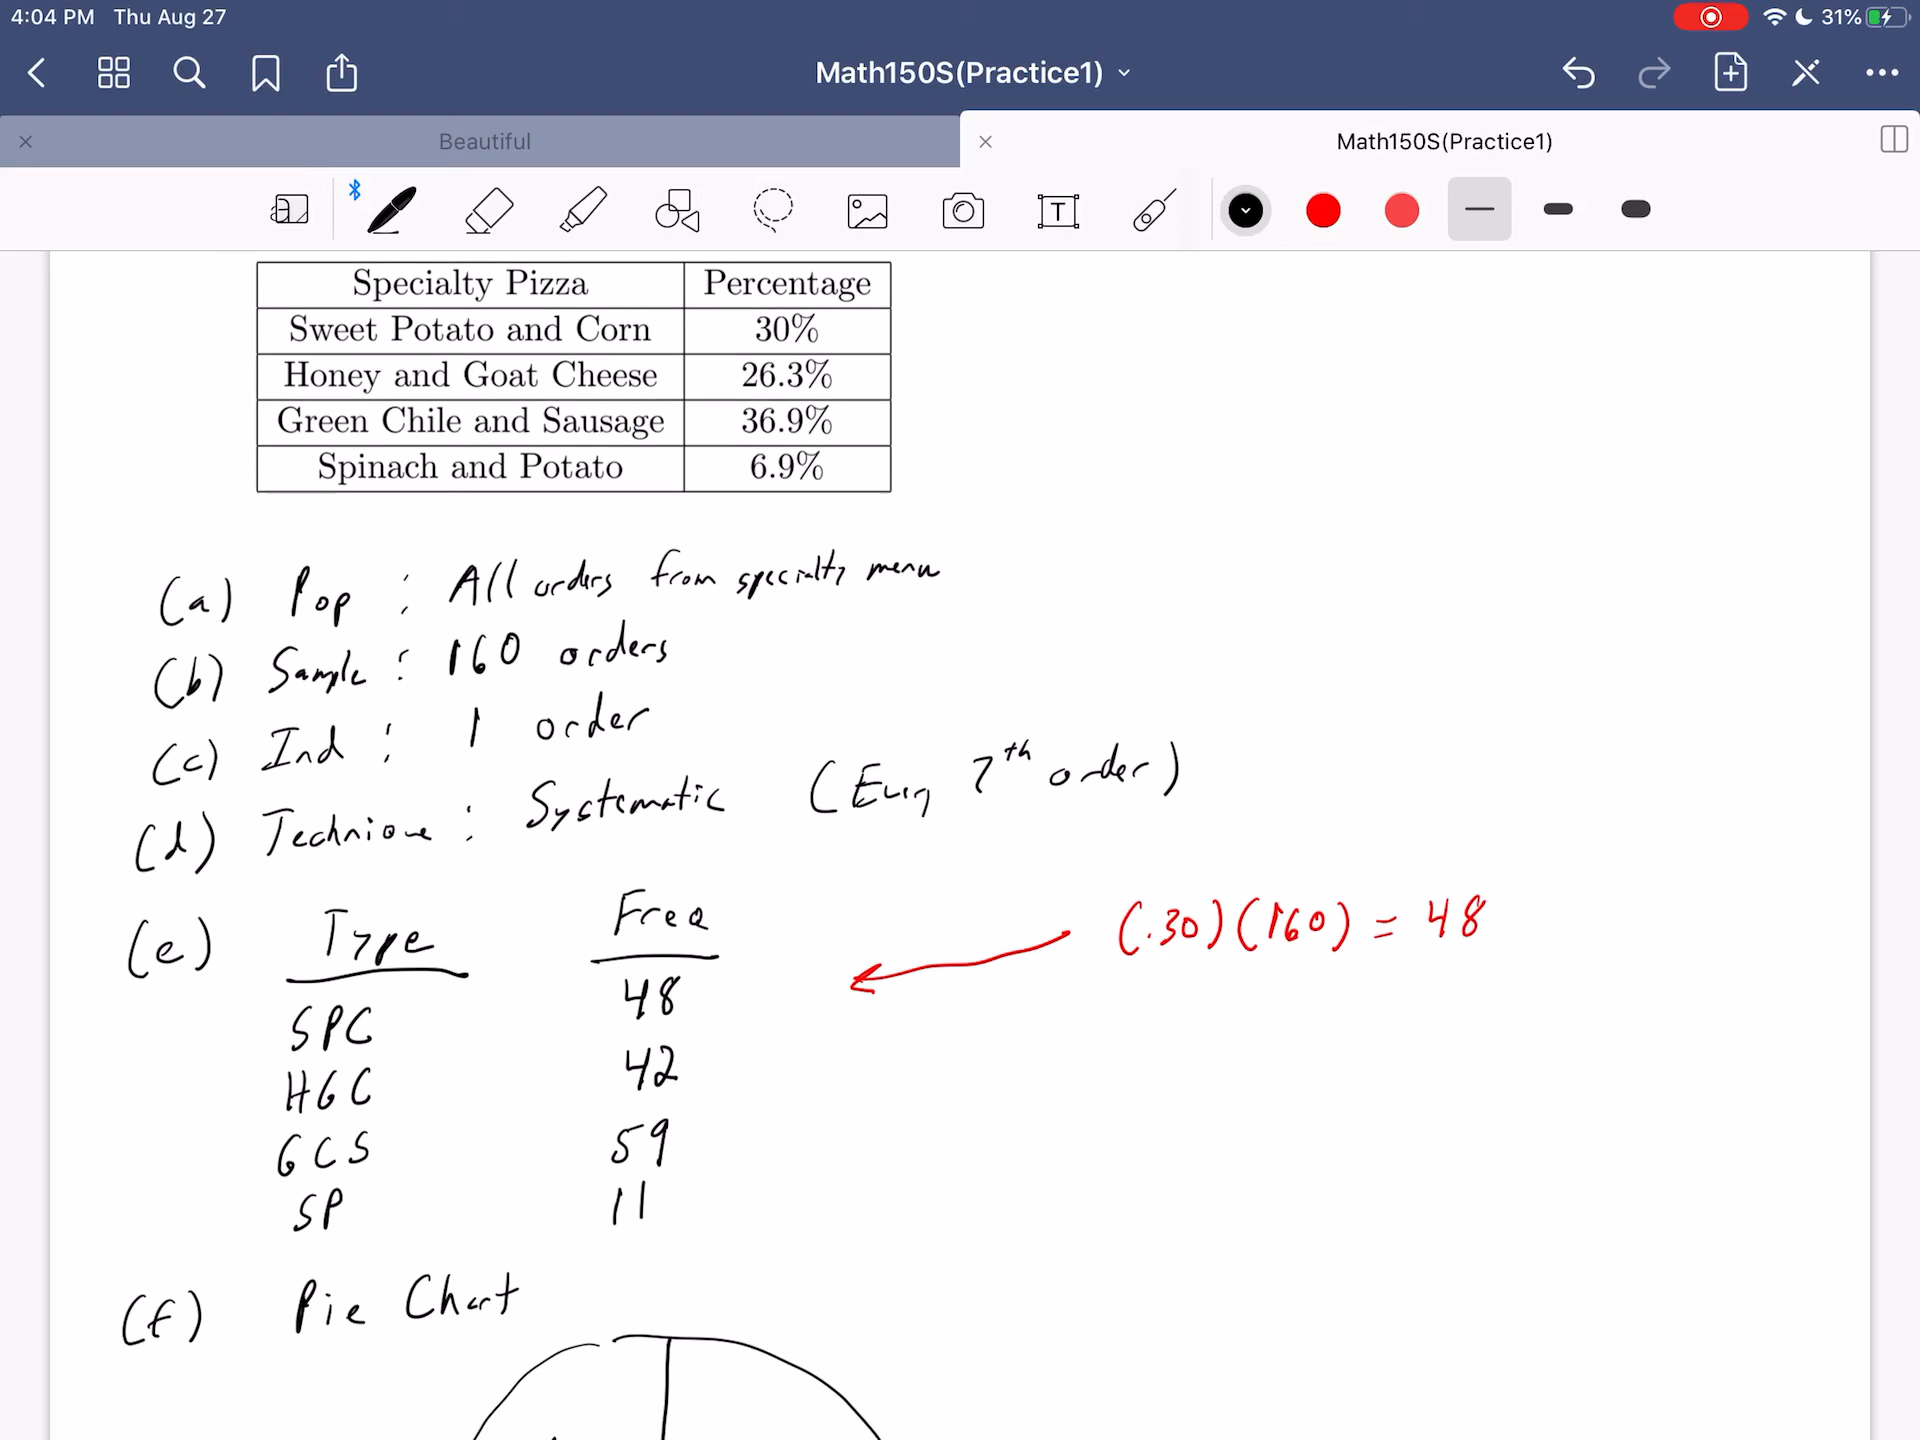 4:04 PM Thu Aug 27
31%
Math150S(Practice1)
Beautiful
Math150S(Practice1)
a
T
Specialty Pizza Percentage
Sweet Potato and Corn 30%
Honey and Goat Cheese 26.3%
Green Chile and Sausage 36.9%
Spinach and Potato 6.9%
(a) Pop : All orders from specialty menu
(b) Sample : 160 orders
(c) Ind : 1 order
(d) Technique : Systematic (Every 7th order)
(e) Type Freq
(.30)(160) = 48
SPC 48
HGC 42
GCS 59
SP 11
(f) Pie Chart